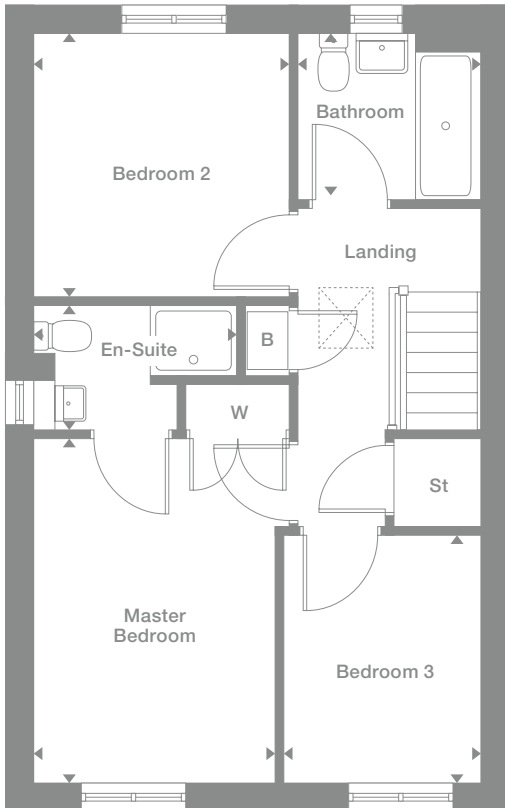 Bathroom
Bedroom 2
Landing
En-Suite
B
W
St
Master
Bedroom
Bedroom 3